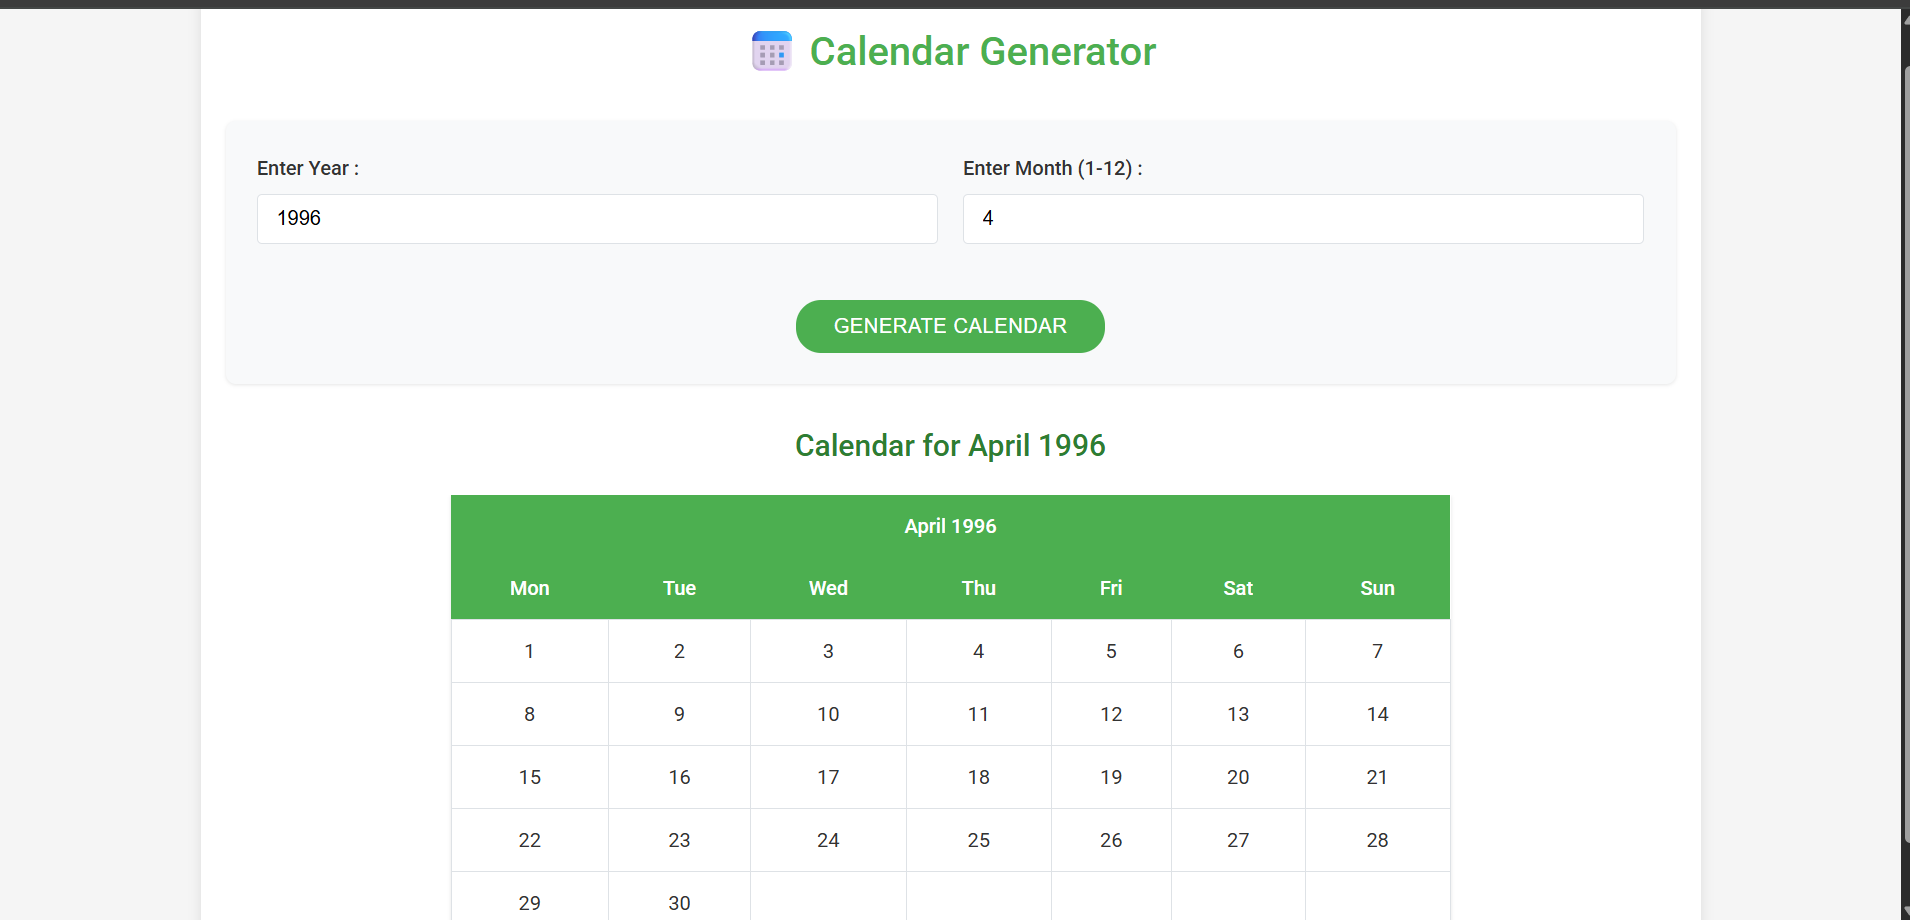 Calendar Generator
Enter Year :
Enter Month (1-12) :
1996
4
GENERATE CALENDAR
Calendar for April 1996
April 1996
Mon Tue Wed Thu Fri Sat Sun
1 2 3 4 5 6 7
8 9 10 11 12 13 14
15 16 17 18 19 20 21
22 23 24 25 26 27 28
29 30